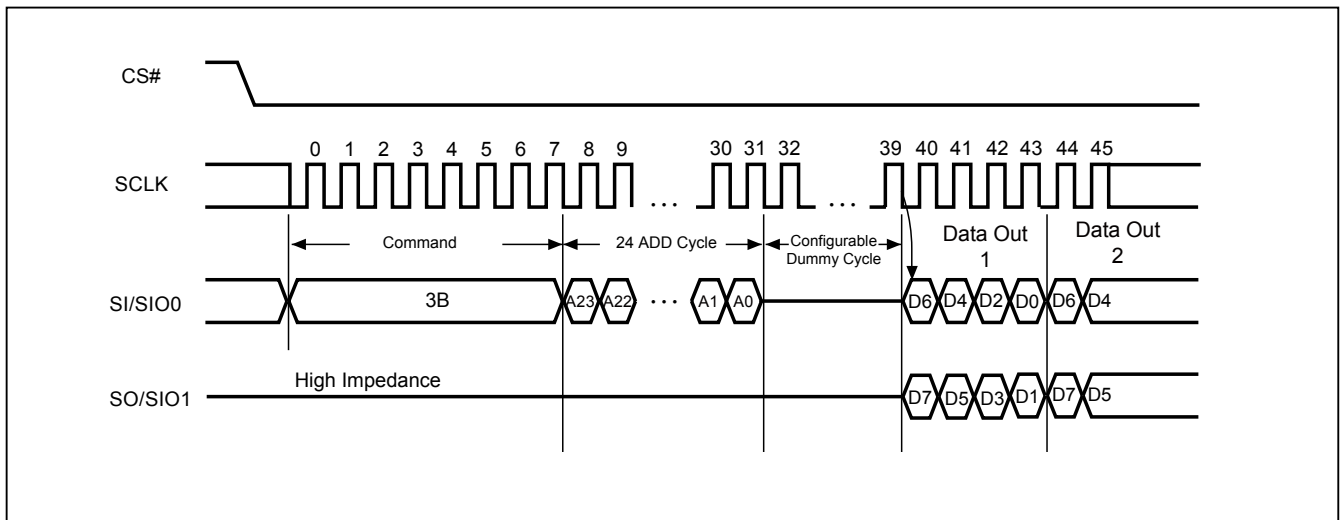 CS#
0 1 2 3 4 5 6 7 8 9 30 31 32 39 40 41 42 43 44 45
SCLK
... ...
Command 24 ADD Cycle Configurable Dummy Cycle Data Out 1 Data Out 2
SI/SIO0 3B A23 A22 ... A1 A0 D6 D4 D2 D0 D6 D4
High Impedance
SO/SIO1 D7 D5 D3 D1 D7 D5